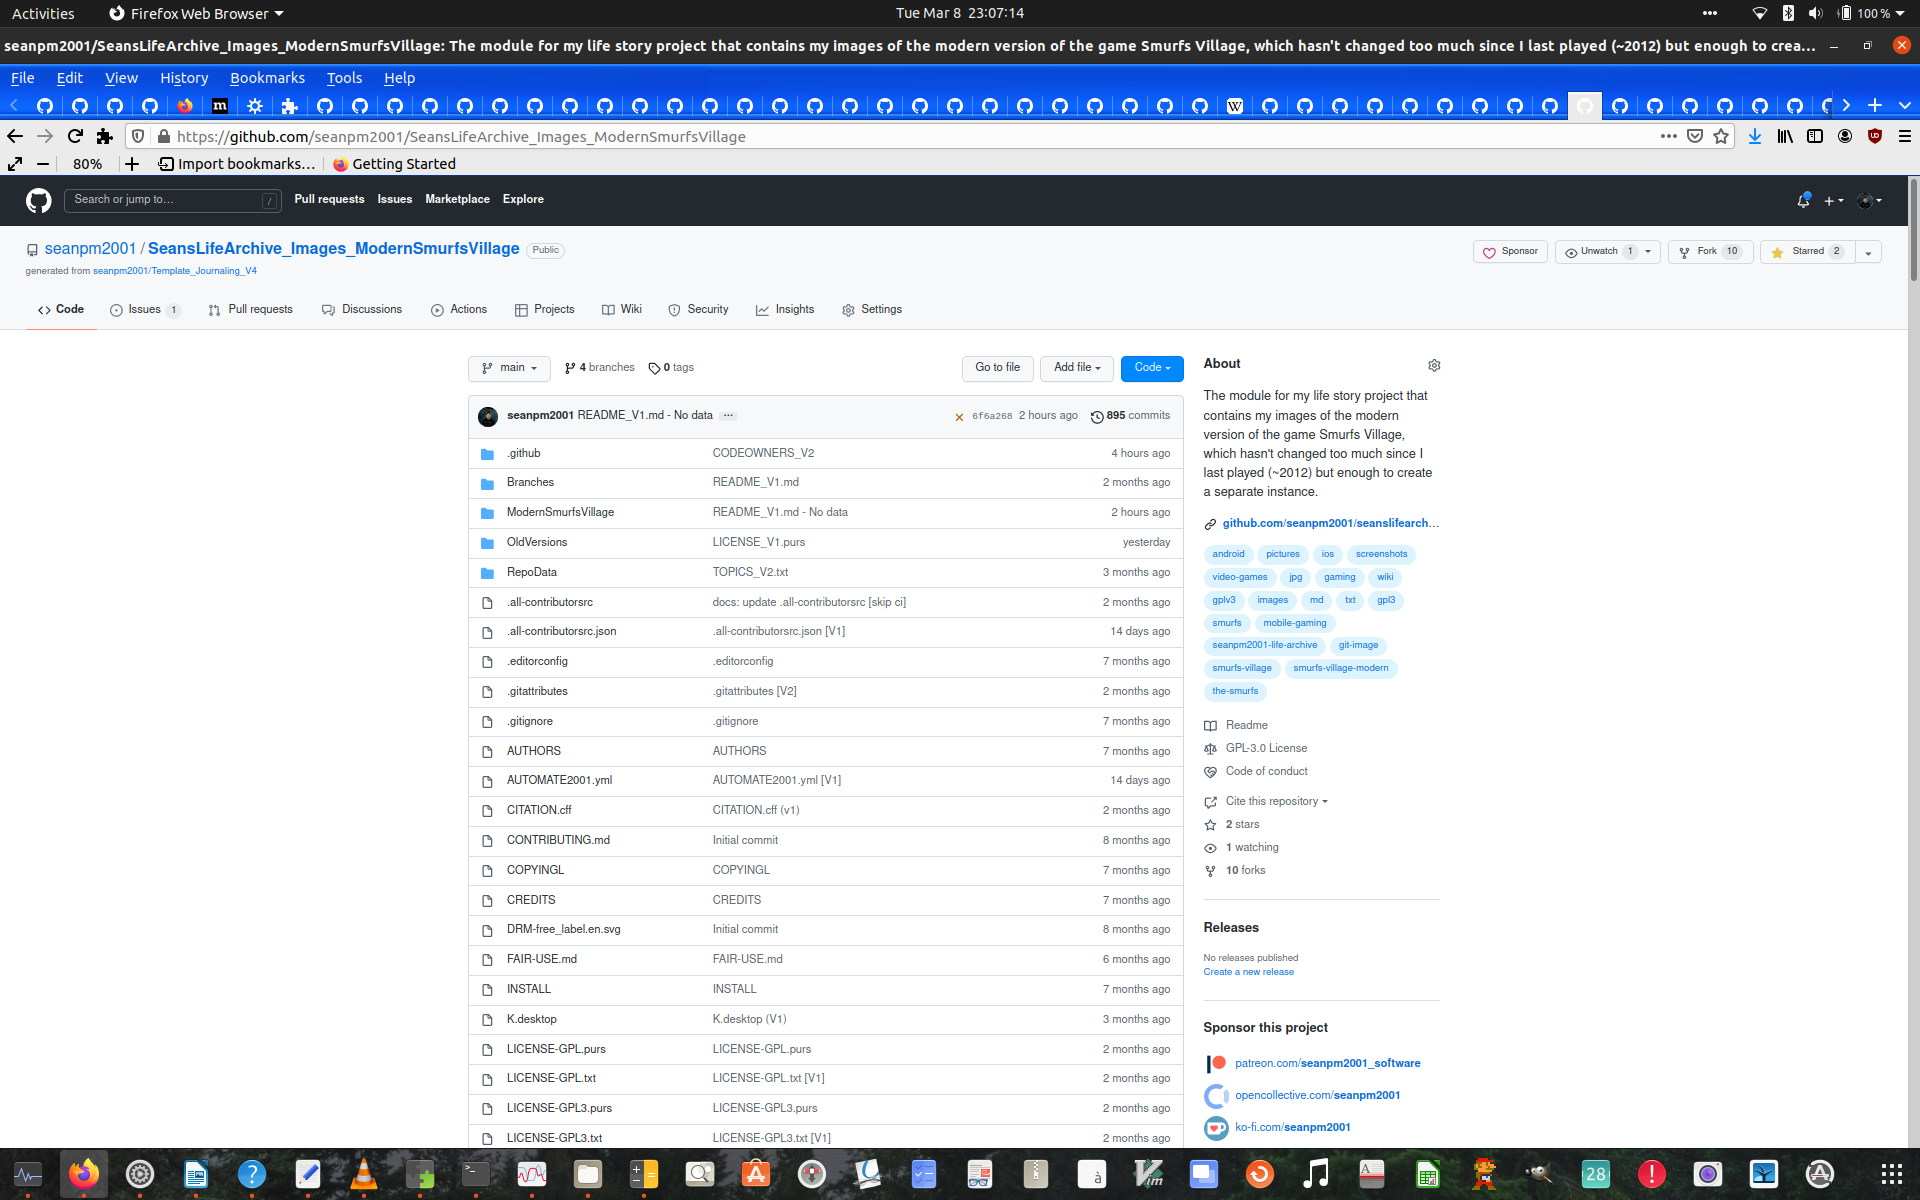 Activities Firefox Web Browser Tue Mar 8 23:07:14 100 %
seanpm2001/SeansLifeArchive_Images_ModernSmurfsVillage: The module for my life story project that contains my images of the modern version of the game Smurfs Village, which hasn't changed too much since I last played (~2012) but enough to crea...
File Edit View History Bookmarks Tools Help
https://github.com/seanpm2001/SeansLifeArchive_Images_ModernSmurfsVillage
80% Import bookmarks... Getting Started
Search or jump to... / Pull requests Issues Marketplace Explore
seanpm2001 / SeansLifeArchive_Images_ModernSmurfsVillage Public Sponsor Unwatch 1 Fork 10 Starred 2
generated from seanpm2001/Template_Journaling_V4
Code Issues 1 Pull requests Discussions Actions Projects Wiki Security Insights Settings
main 4 branches 0 tags Go to file Add file Code
seanpm2001 README_V1.md - No data ... 6f6a268 2 hours ago 895 commits
.github CODEOWNERS_V2 4 hours ago
Branches README_V1.md 2 months ago
ModernSmurfsVillage README_V1.md - No data 2 hours ago
OldVersions LICENSE_V1.purs yesterday
RepoData TOPICS_V2.txt 3 months ago
.all-contributorsrc docs: update .all-contributorsrc [skip ci] 2 months ago
.all-contributorsrc.json .all-contributorsrc.json [V1] 14 days ago
.editorconfig .editorconfig 7 months ago
.gitattributes .gitattributes [V2] 2 months ago
.gitignore .gitignore 7 months ago
AUTHORS AUTHORS 7 months ago
AUTOMATE2001.yml AUTOMATE2001.yml [V1] 14 days ago
CITATION.cff CITATION.cff (v1) 2 months ago
CONTRIBUTING.md Initial commit 8 months ago
COPYINGL COPYINGL 7 months ago
CREDITS CREDITS 7 months ago
DRM-free_label.en.svg Initial commit 8 months ago
FAIR-USE.md FAIR-USE.md 6 months ago
INSTALL INSTALL 7 months ago
K.desktop K.desktop (V1) 3 months ago
LICENSE-GPL.purs LICENSE-GPL.purs 2 months ago
LICENSE-GPL.txt LICENSE-GPL.txt [V1] 2 months ago
LICENSE-GPL3.purs LICENSE-GPL3.purs 2 months ago
LICENSE-GPL3.txt LICENSE-GPL3.txt [V1] 2 months ago
About
The module for my life story project that
contains my images of the modern
version of the game Smurfs Village,
which hasn't changed too much since I
last played (~2012) but enough to create
a separate instance.
github.com/seanpm2001/seanslifearch...
android pictures ios screenshots
video-games jpg gaming wiki
gplv3 images md txt gpl3
smurfs mobile-gaming
seanpm2001-life-archive git-image
smurfs-village smurfs-village-modern
the-smurfs
Readme
GPL-3.0 License
Code of conduct
Cite this repository
2 stars
1 watching
10 forks
Releases
No releases published
Create a new release
Sponsor this project
patreon.com/seanpm2001_software
opencollective.com/seanpm2001
ko-fi.com/seanpm2001
28